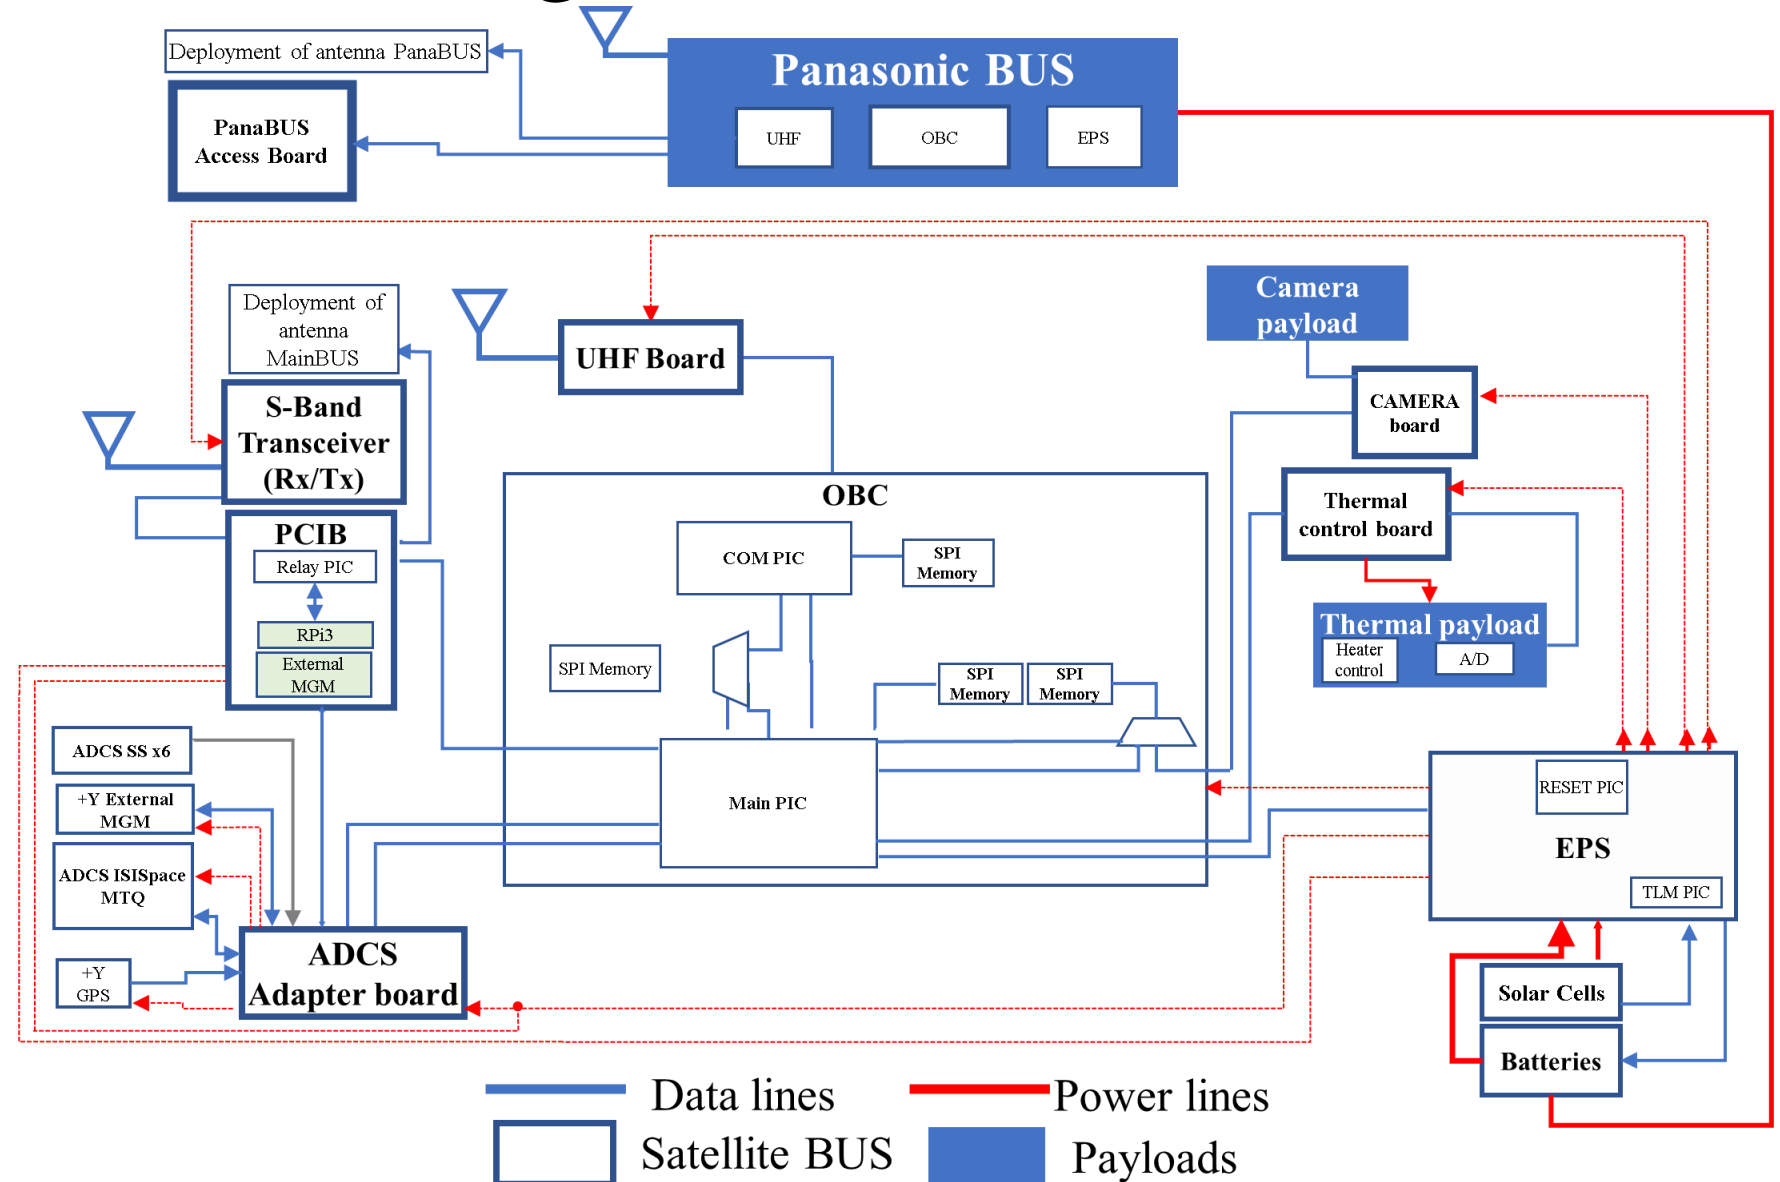 Deployment of antenna PanaBUS
PanaBUS
Access Board
Panasonic BUS
UHF
OBC
EPS
Deployment of
antenna
MainBUS
S-Band
Transceiver
(Rx/Tx)
UHF Board
Camera
payload
CAMERA
board
Thermal
control board
Thermal payload
Heater
control
A/D
PCIB
Relay PIC
RPi3
External
MGM
OBC
COM PIC
SPI
Memory
SPI Memory
SPI
Memory
SPI
Memory
Main PIC
ADCS SS x6
+Y External
MGM
ADCS ISISpace
MTQ
+Y
GPS
ADCS
Adapter board
RESET PIC
EPS
TLM PIC
Solar Cells
Batteries
Data lines
Power lines
Satellite BUS
Payloads